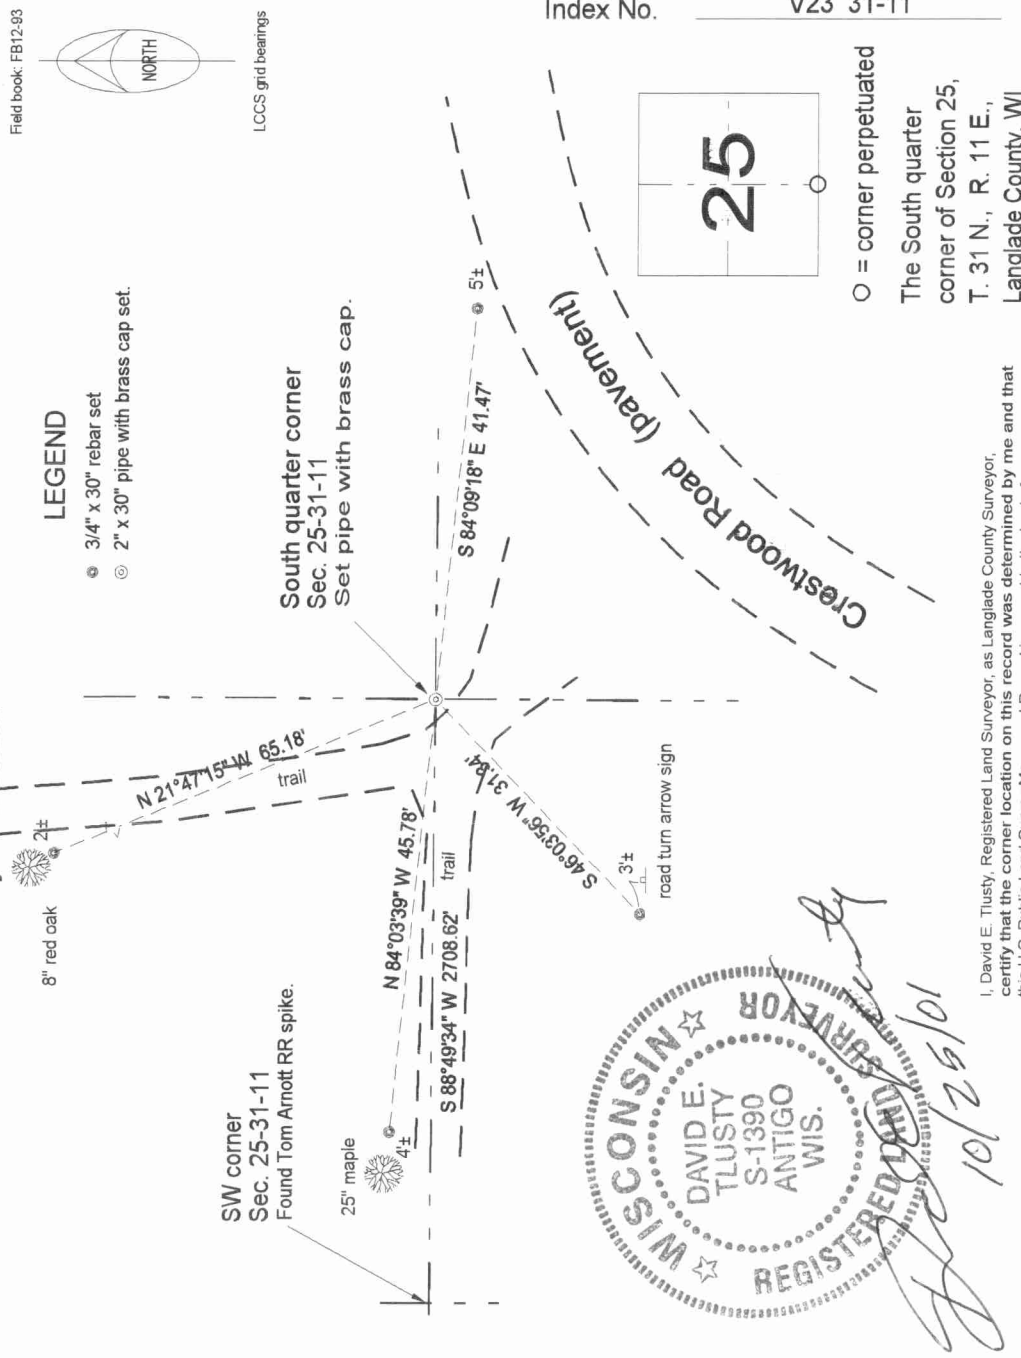 Index No. V23 31-11
Field book: FB12-93
NORTH
LCCS grid bearings
LEGEND
3/4" x 30" rebar set
2" x 30" pipe with brass cap set.
8" red oak
2'±
N 21°47'15" W 65.18'
trail
South quarter corner
Sec. 25-31-11
Set pipe with brass cap.
S 84°09'18" E 41.47'
5'±
SW corner
Sec. 25-31-11
Found Tom Arnott RR spike.
25" maple
4'±
N 84°03'39" W 45.78'
S 88°49'34" W 2708.62'
trail
S 46°03'56" W 31.84'
3'±
road turn arrow sign
Crestwood Road (pavement)
25
O = corner perpetuated
The South quarter
corner of Section 25,
T. 31 N., R. 11 E.,
Langlade County, WI
WISCONSIN
DAVID E.
TLUSTY
S-1390
ANTIGO
WIS.
REGISTERED LAND SURVEYOR
10/25/01
I, David E. Tlusty, Registered Land Surveyor, as Langlade County Surveyor,
certify that the corner location on this record was determined by me and that